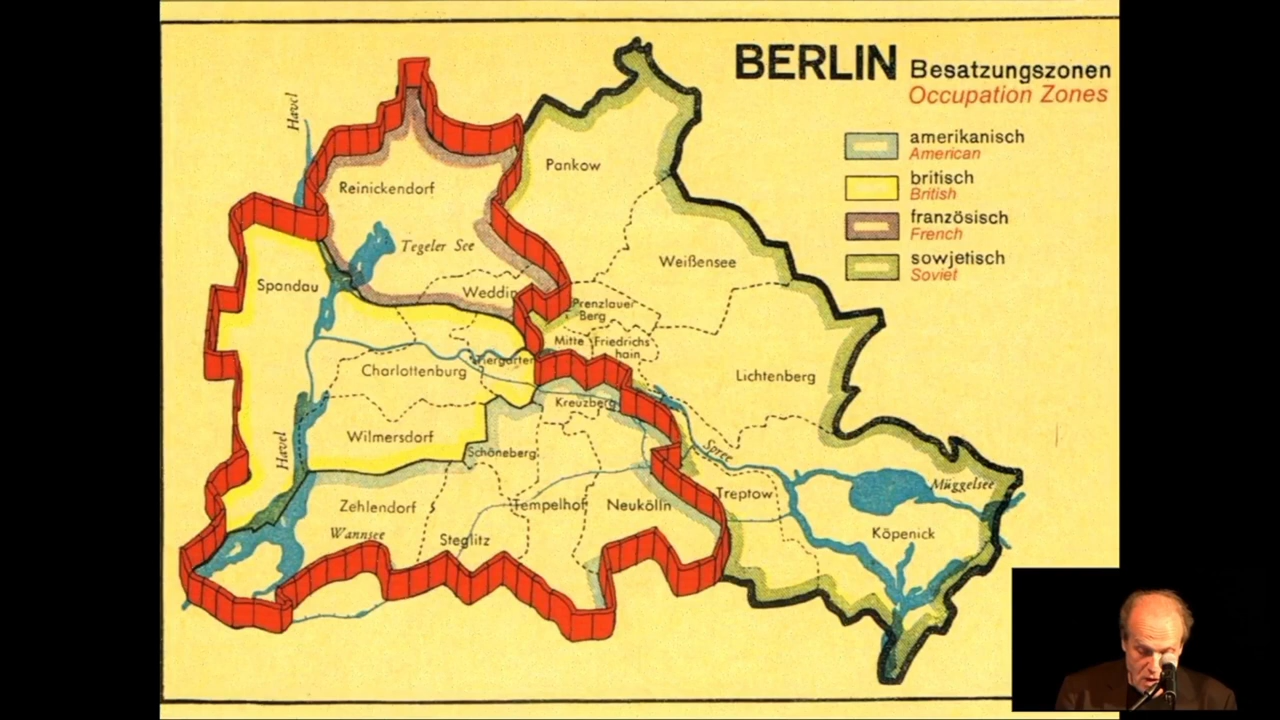 BERLIN Besatzungszonen
Occupation Zones
amerikanisch
American
britisch
British
französisch
French
sowjetisch
Soviet
Havel
Pankow
Reinickendorf
Tegeler See
Weißensee
Spandau
Wedding
Prenzlauer
Berg
Mitte
Friedrichs
hain
Tiergarten
Charlottenburg
Lichtenberg
Kreuzberg
Wilmersdorf
Havel
Schöneberg
Spree
Müggelsee
Treptow
Zehlendorf
Tempelhof
Neukölln
Wannsee
Steglitz
Köpenick